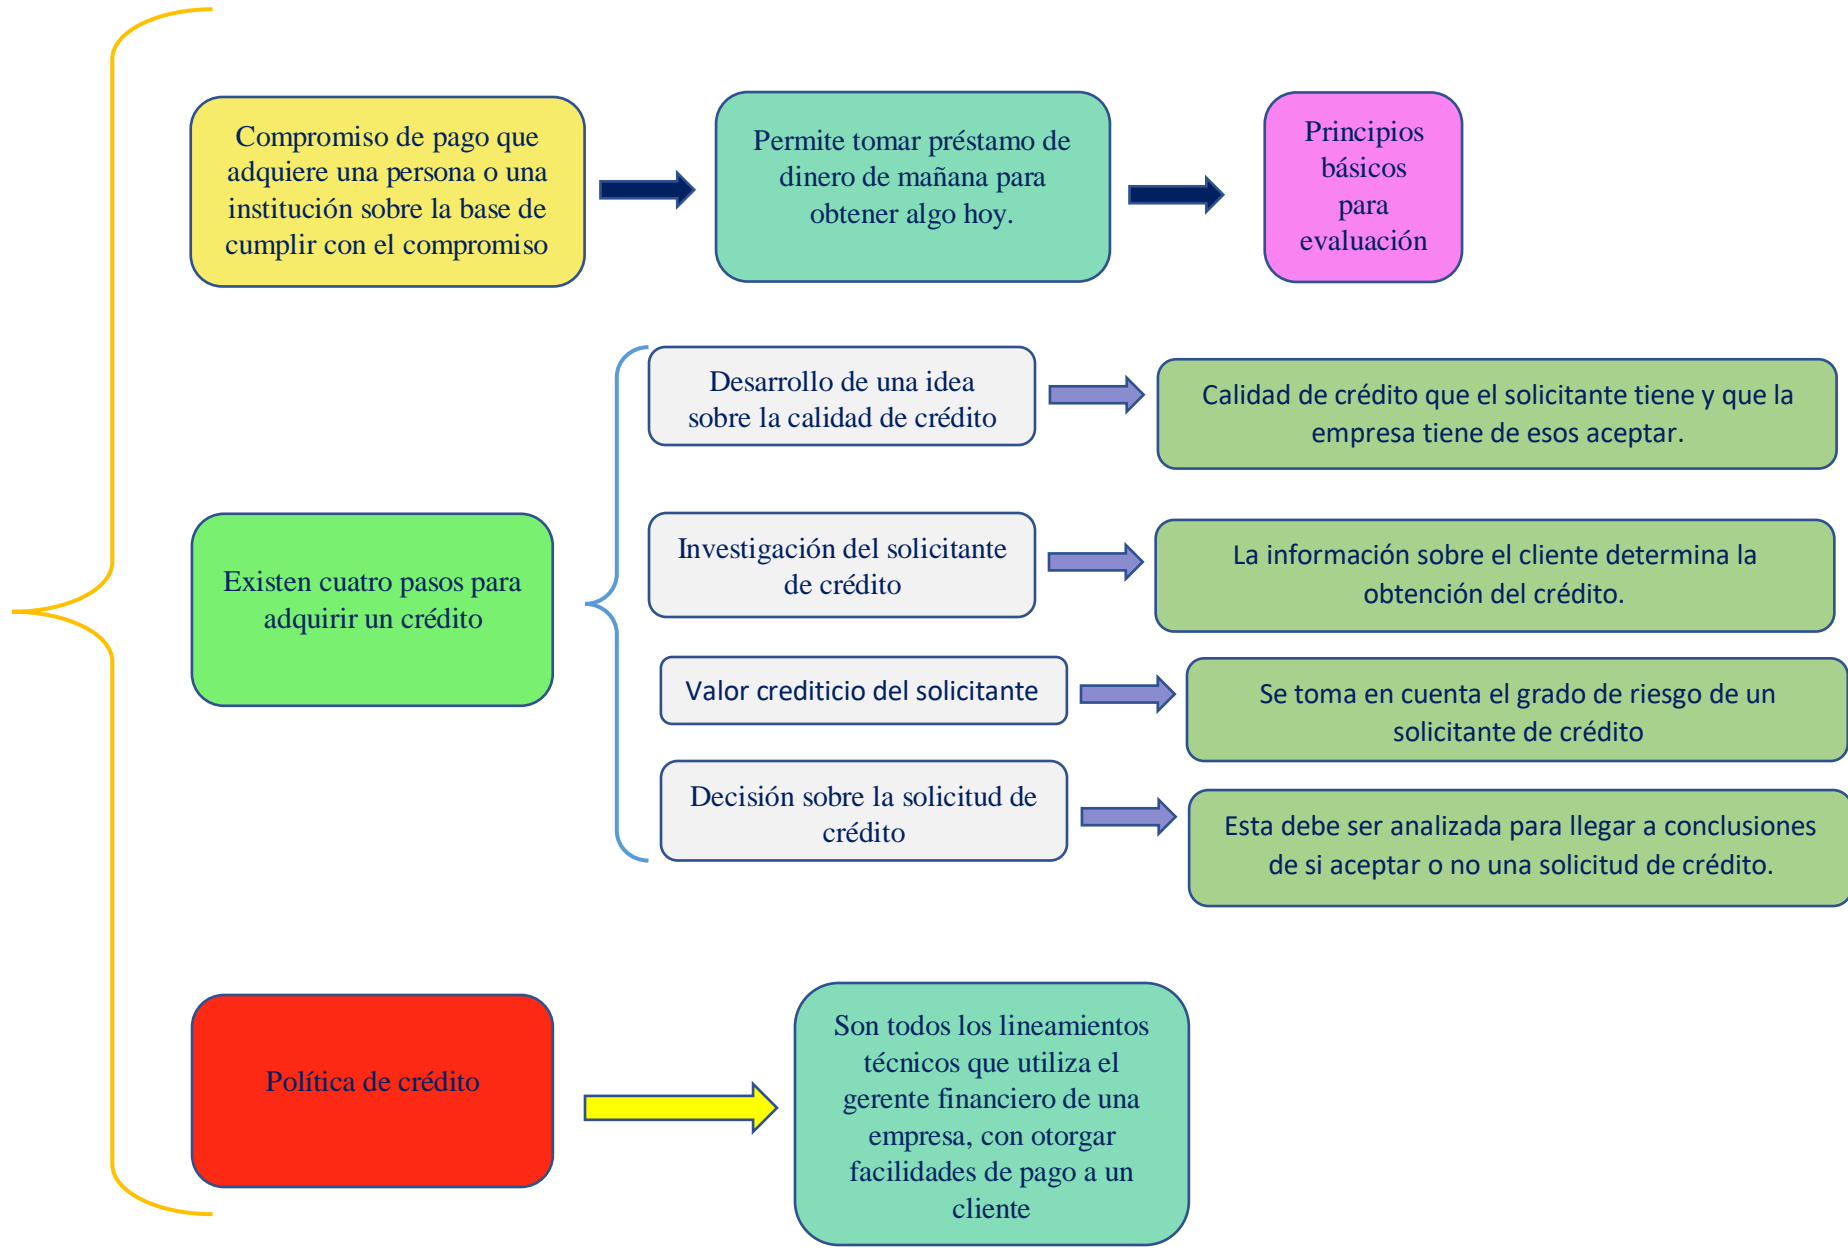 Compromiso de pago que
adquiere una persona o una
institución sobre la base de
cumplir con el compromiso
Permite tomar préstamo de
dinero de mañana para
obtener algo hoy.
Principios
básicos
para
evaluación
Existen cuatro pasos para
adquirir un crédito
Desarrollo de una idea
sobre la calidad de crédito
Calidad de crédito que el solicitante tiene y que la
empresa tiene de esos aceptar.
Investigación del solicitante
de crédito
La información sobre el cliente determina la
obtención del crédito.
Valor crediticio del solicitante
Se toma en cuenta el grado de riesgo de un
solicitante de crédito
Decisión sobre la solicitud de
crédito
Esta debe ser analizada para llegar a conclusiones
de si aceptar o no una solicitud de crédito.
Política de crédito
Son todos los lineamientos
técnicos que utiliza el
gerente financiero de una
empresa, con otorgar
facilidades de pago a un
cliente